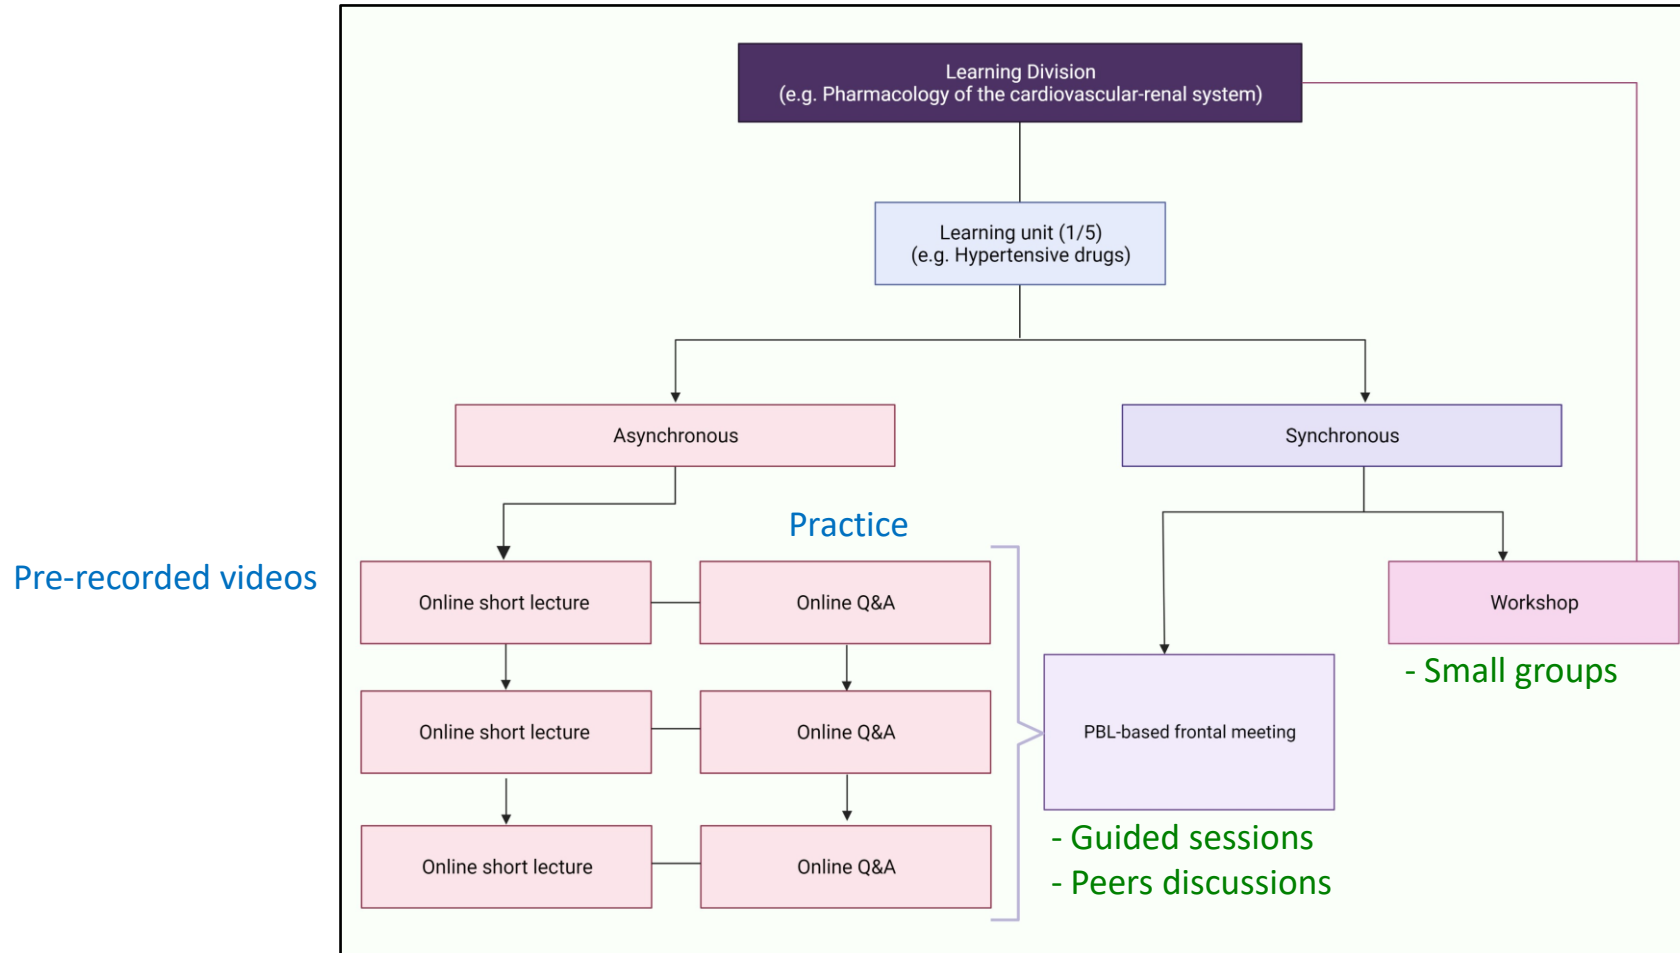 Learning Division
(e.g. Pharmacology of the cardiovascular-renal system)
Learning unit (1/5)
(e.g. Hypertensive drugs)
Asynchronous
Synchronous
Practice
Pre-recorded videos
Online short lecture
Online Q&A
Workshop
- Small groups
Online short lecture
Online Q&A
PBL-based frontal meeting
- Guided sessions
- Peers discussions
Online short lecture
Online Q&A